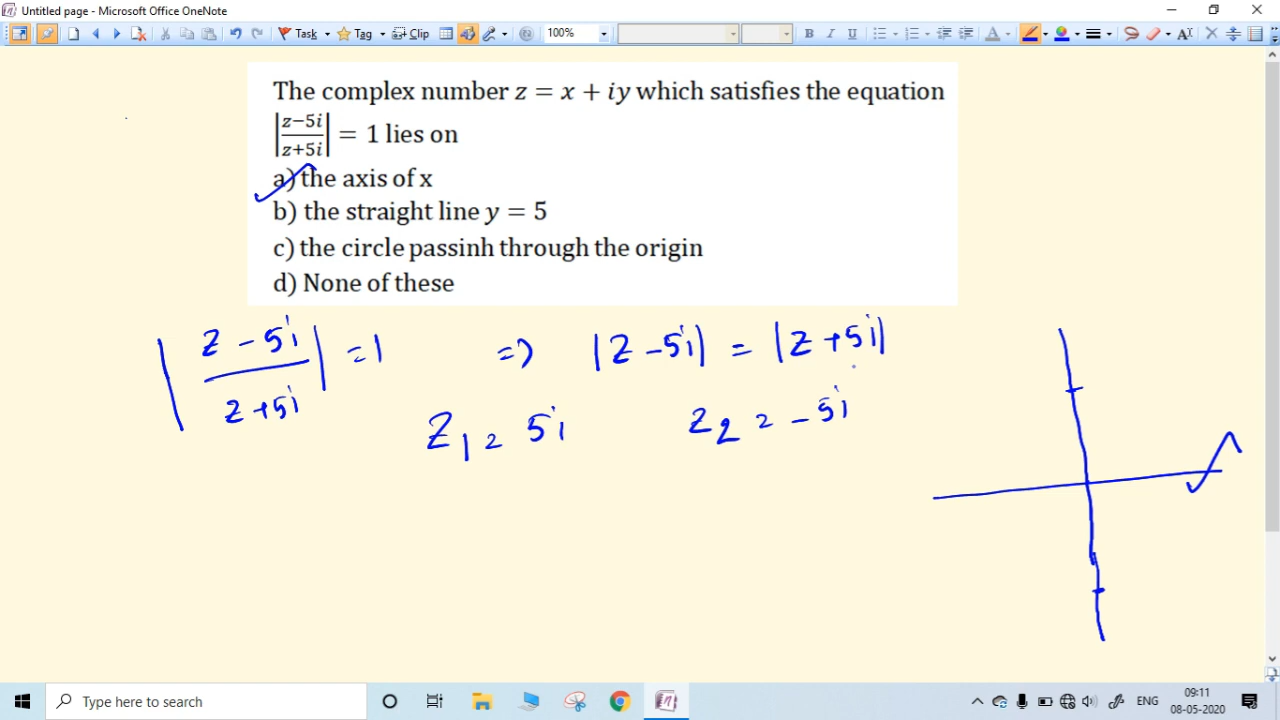 Untitled page - Microsoft Office OneNote
Task Tag Clip 100% B I U A
The complex number z = x + iy which satisfies the equation
|z−5i/z+5i| = 1 lies on
a) the axis of x
b) the straight line y = 5
c) the circle passinh through the origin
d) None of these
|z − 5i/z + 5i| = 1 => |z − 5i| = |z + 5i|
z1 = 5i z2 = −5i
Type here to search
ENG
09:11
08-05-2020